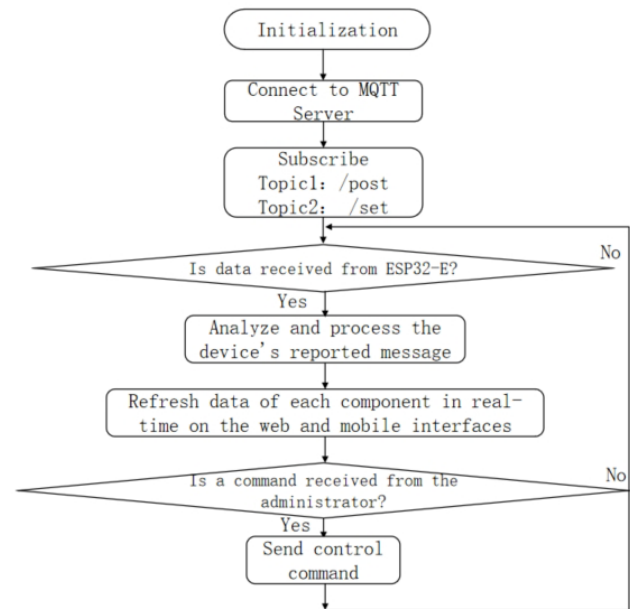 Initialization
Connect to MQTT
Server
Subscribe
Topic1: /post
Topic2: /set
No
Is data received from ESP32-E?
Yes
Analyze and process the
device's reported message
Refresh data of each component in real-
time on the web and mobile interfaces
Is a command received from the
administrator?
No
Yes
Send control
command